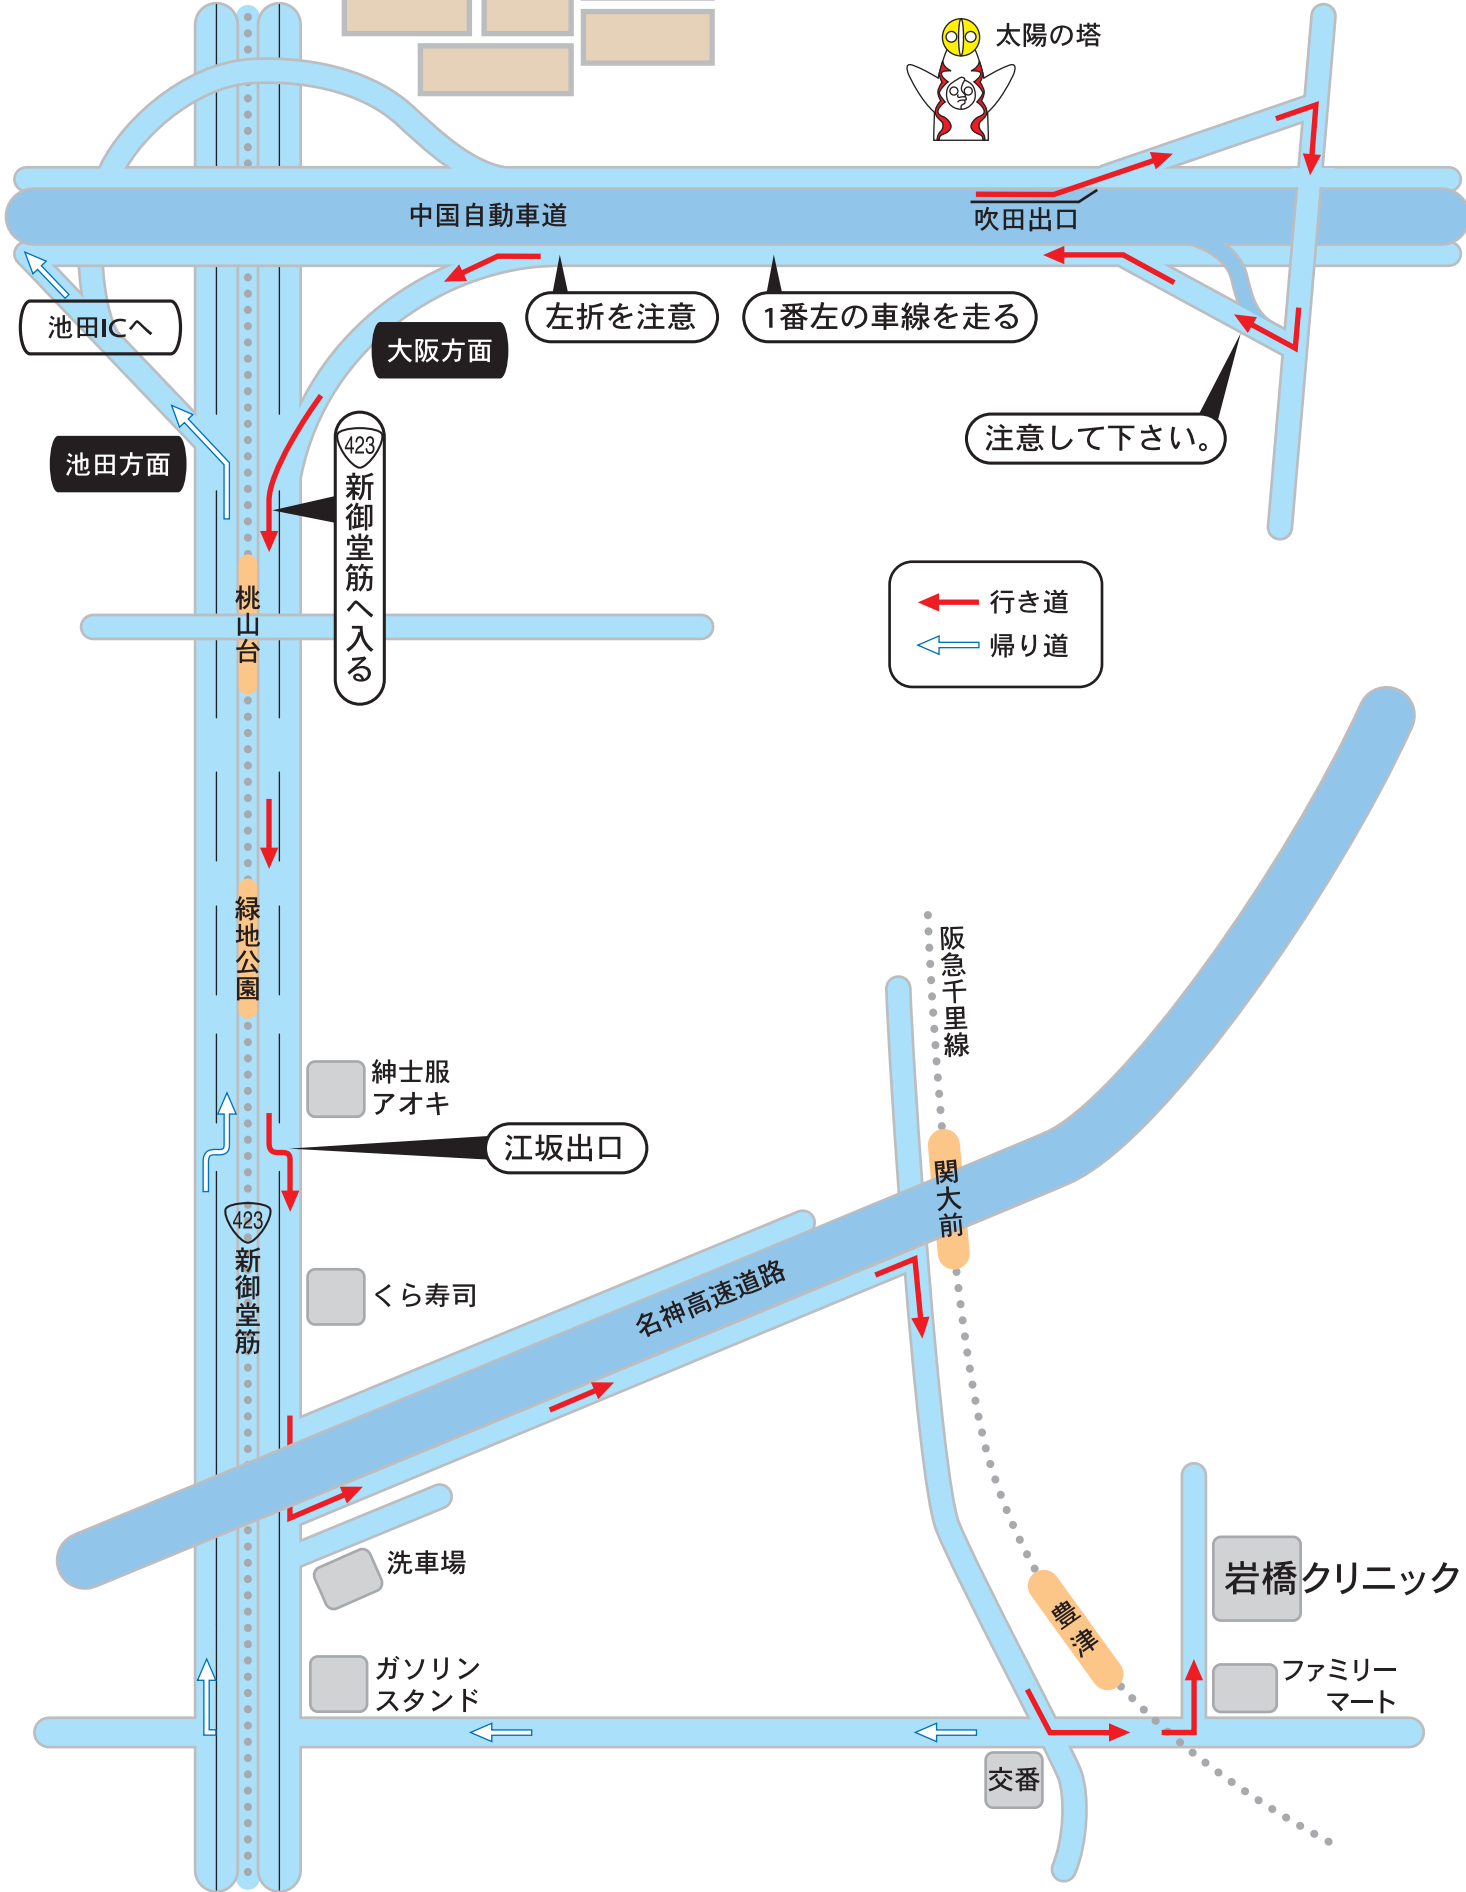 太陽の塔
中国自動車道
吹田出口
池田ICへ
左折を注意
1番左の車線を走る
大阪方面
注意して下さい。
池田方面
423
新御堂筋へ入る
行き道
帰り道
桃山台
緑地公園
阪急千里線
紳士服
アオキ
江坂出口
関大前
423
新御堂筋
くら寿司
名神高速道路
洗車場
岩橋クリニック
豊津
ガソリン
スタンド
ファミリー
マート
交番